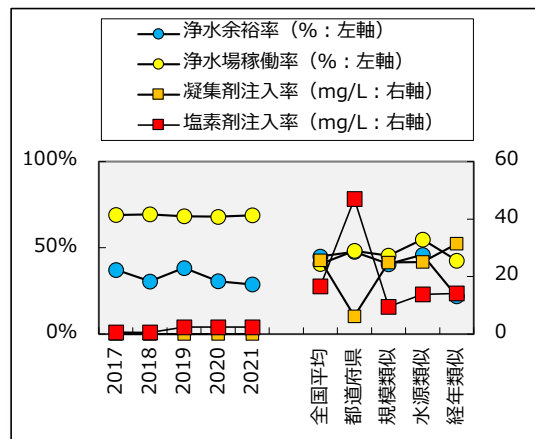 浄水余裕率（%：左軸）
浄水場稼働率（%：左軸）
凝集剤注入率（mg/L：右軸）
塩素剤注入率（mg/L：右軸）
100%
50%
0%
60
40
20
0
2017
2018
2019
2020
2021
全国平均
都道府県
規模類似
水源類似
経年類似